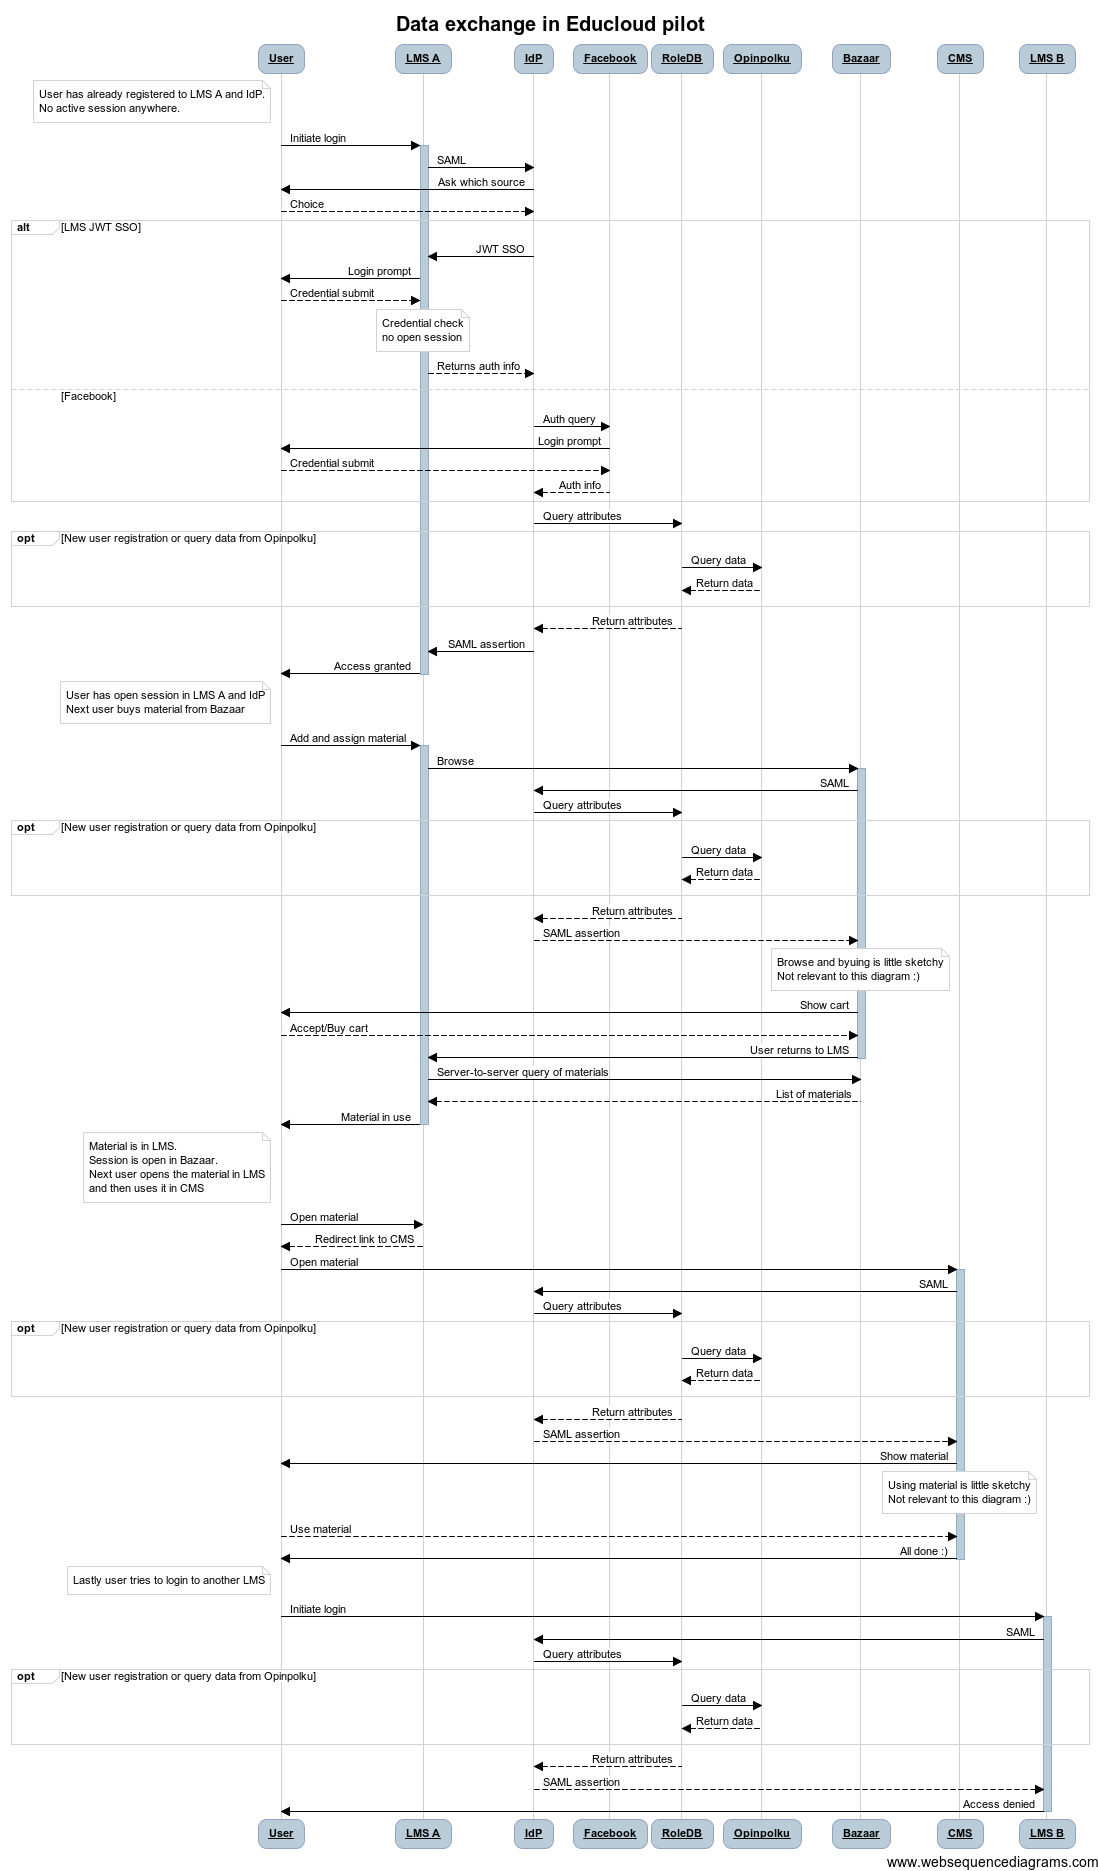 Data exchange in Educloud pilot
User LMS A IdP Facebook RoleDB Opinpolku Bazaar CMS LMS B
User has already registered to LMS A and IdP.
No active session anywhere.
Initiate login
SAML
Ask which source
Choice
alt [LMS JWT SSO]
JWT SSO
Login prompt
Credential submit
Credential check
no open session
Returns auth info
[Facebook]
Auth query
Login prompt
Credential submit
Auth info
Query attributes
opt [New user registration or query data from Opinpolku]
Query data
Return data
Return attributes
SAML assertion
Access granted
User has open session in LMS A and IdP
Next user buys material from Bazaar
Add and assign material
Browse
SAML
Query attributes
opt [New user registration or query data from Opinpolku]
Query data
Return data
Return attributes
SAML assertion
Browse and byuing is little sketchy
Not relevant to this diagram :)
Show cart
Accept/Buy cart
User returns to LMS
Server-to-server query of materials
List of materials
Material in use
Material is in LMS.
Session is open in Bazaar.
Next user opens the material in LMS
and then uses it in CMS
Open material
Redirect link to CMS
Open material
SAML
Query attributes
opt [New user registration or query data from Opinpolku]
Query data
Return data
Return attributes
SAML assertion
Show material
Using material is little sketchy
Not relevant to this diagram :)
Use material
All done :)
Lastly user tries to login to another LMS
Initiate login
SAML
Query attributes
opt [New user registration or query data from Opinpolku]
Query data
Return data
Return attributes
SAML assertion
Access denied
User LMS A IdP Facebook RoleDB Opinpolku Bazaar CMS LMS B
www.websequencediagrams.com